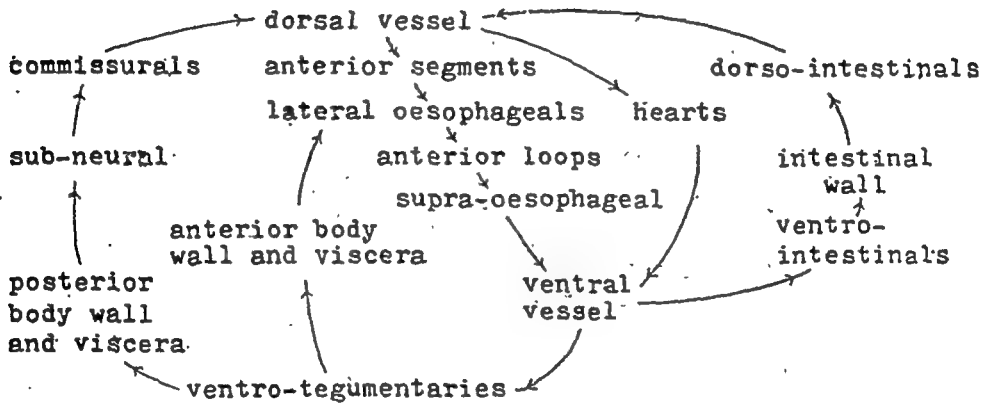 dorsal vessel
commissurals
anterior segments
dorso-intestinals
lateral oesophageals
hearts
sub-neural
anterior loops
intestinal
wall
supra-oesophageal
anterior body
wall and viscera
ventro-
intestinals
posterior
body wall
and viscera
ventral
vessel
ventro-tegumentaries